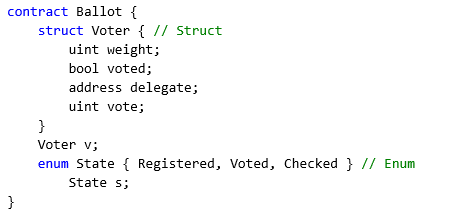 contract Ballot {
    struct Voter { // Struct
        uint weight;
        bool voted;
        address delegate;
        uint vote;
    }
    Voter v;
    enum State { Registered, Voted, Checked } // Enum
        State s;
}